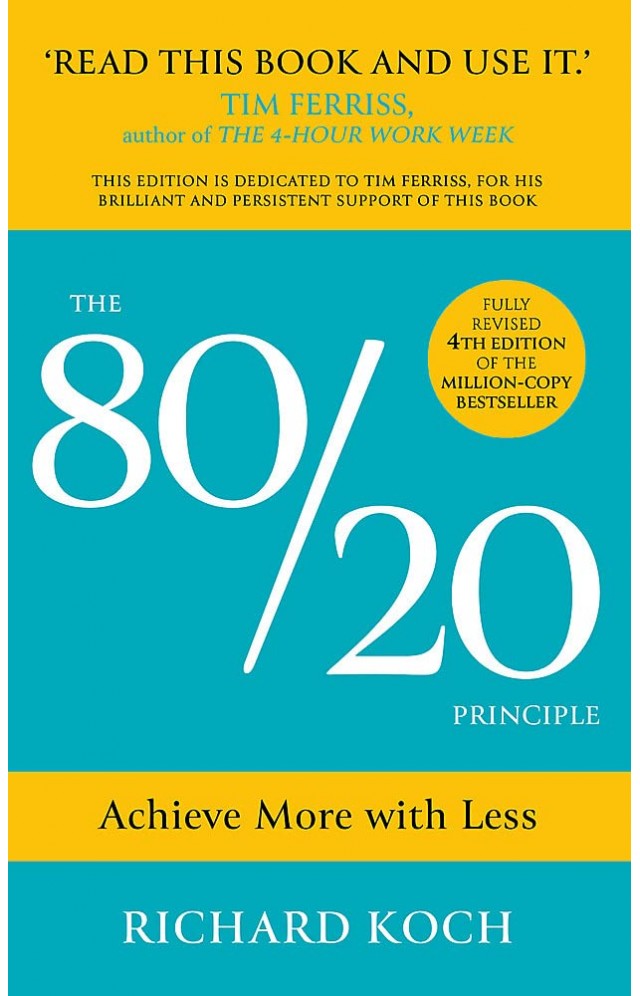 ‘READ THIS BOOK AND USE IT.’
TIM FERRISS,
author of THE 4-HOUR WORK WEEK
THIS EDITION IS DEDICATED TO TIM FERRISS, FOR HIS
BRILLIANT AND PERSISTENT SUPPORT OF THIS BOOK
THE
80/20
PRINCIPLE
FULLY
REVISED
4TH EDITION
OF THE
MILLION-COPY
BESTSELLER
Achieve More with Less
RICHARD KOCH